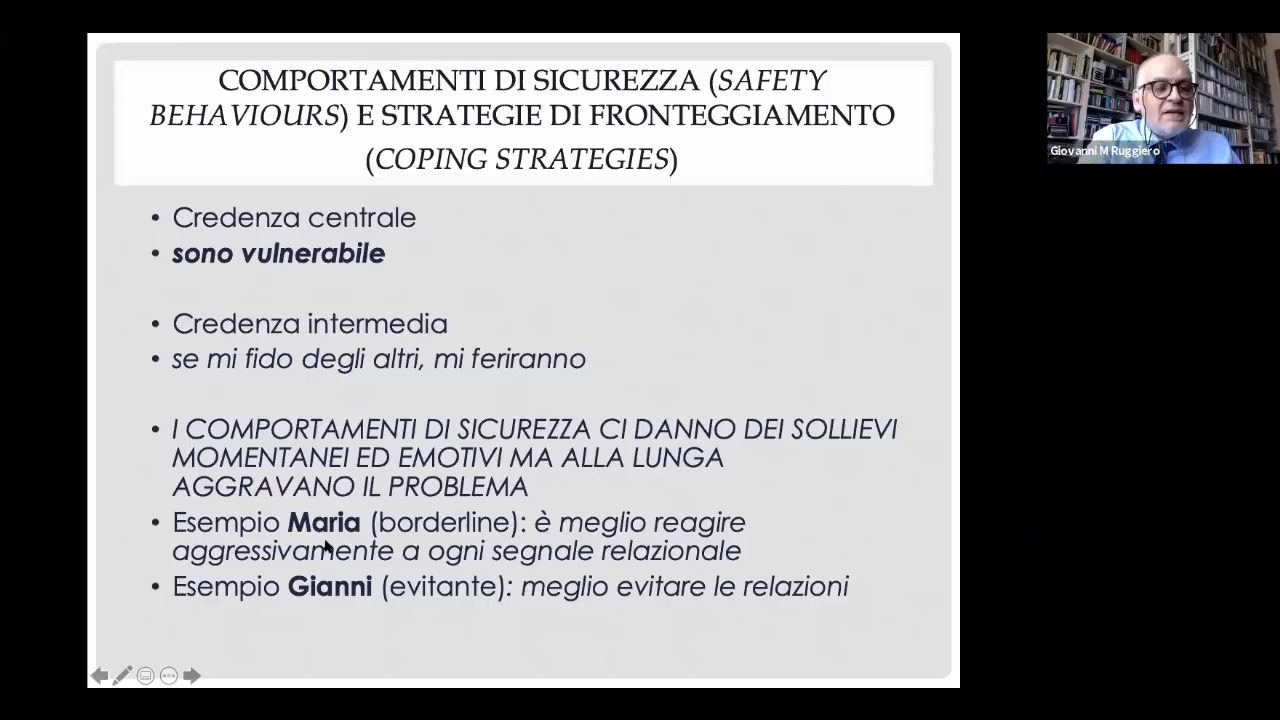 COMPORTAMENTI DI SICUREZZA (SAFETY
BEHAVIOURS) E STRATEGIE DI FRONTEGGIAMENTO
(COPING STRATEGIES)
• Credenza centrale
• sono vulnerabile
• Credenza intermedia
• se mi fido degli altri, mi feriranno
• I COMPORTAMENTI DI SICUREZZA CI DANNO DEI SOLLIEVI
MOMENTANEI ED EMOTIVI MA ALLA LUNGA
AGGRAVANO IL PROBLEMA
• Esempio Maria (borderline): è meglio reagire
aggressivamente a ogni segnale relazionale
• Esempio Gianni (evitante): meglio evitare le relazioni
Giovanni M Ruggiero